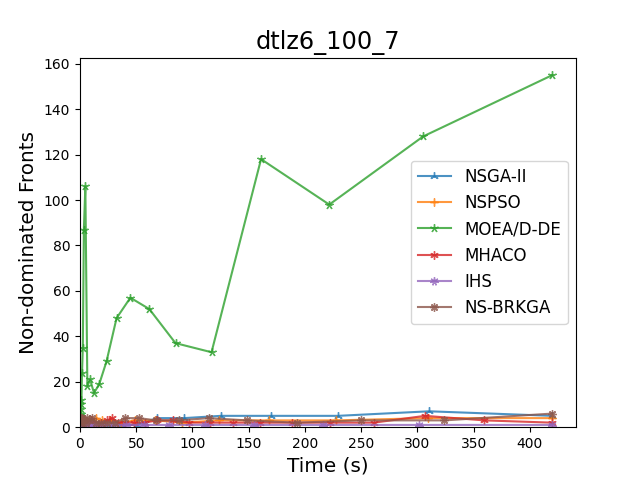 dtlz6_100_7
Non-dominated Fronts
160
140
120
100
80
60
40
20
0
0 50 100 150 200 250 300 350 400
Time (s)
NSGA-II
NSPSO
MOEA/D-DE
MHACO
IHS
NS-BRKGA